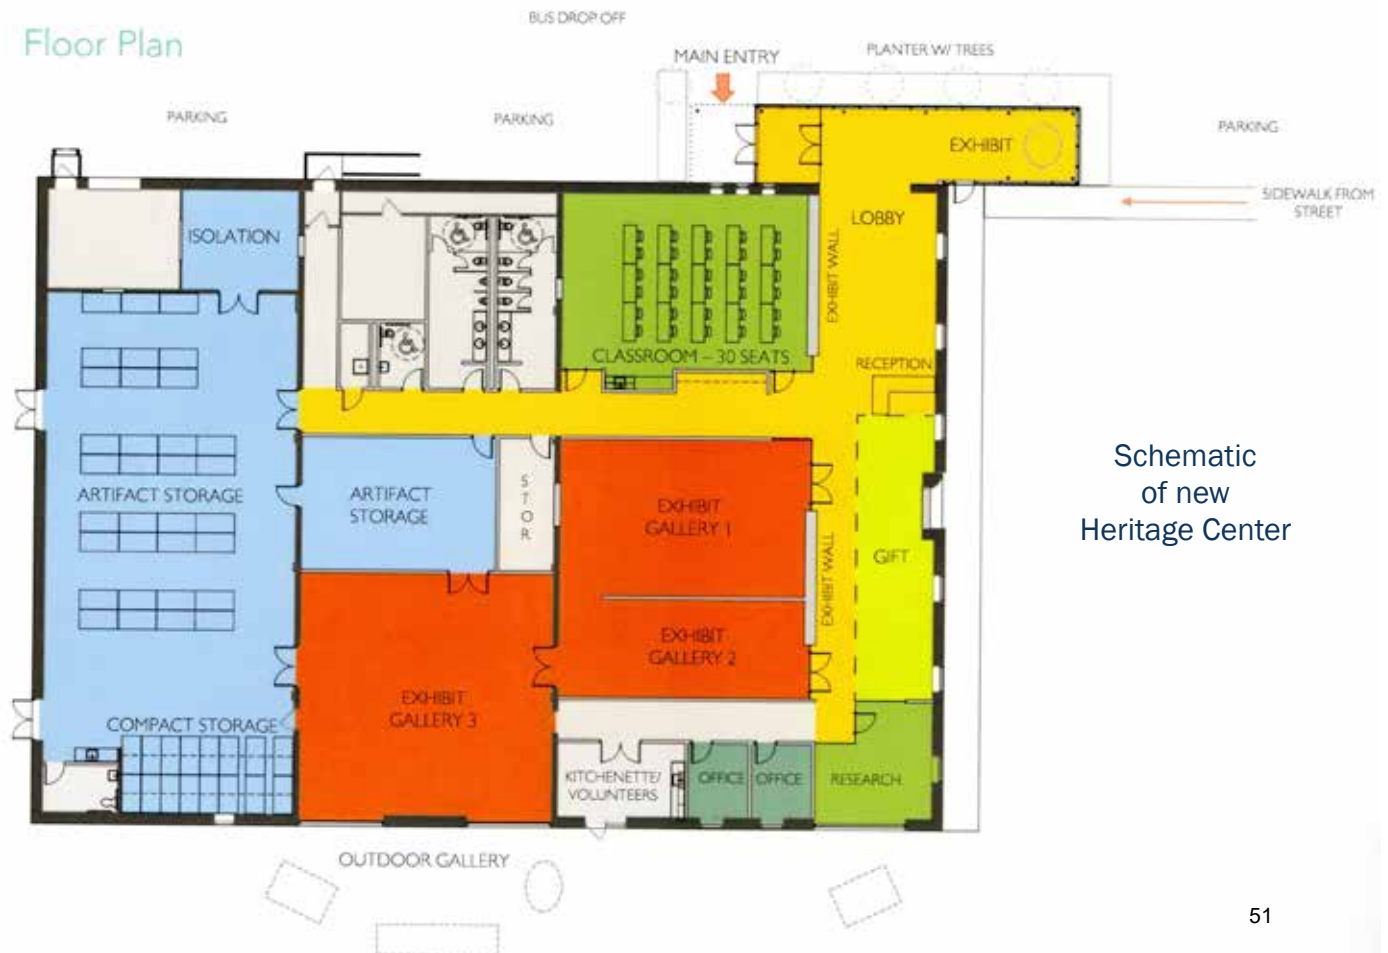 BUS DROP OFF
Floor Plan
MAIN ENTRY
PLANTER W/ TREES
PARKING
PARKING
PARKING
EXHIBIT
SIDEWALK FROM
STREET
ISOLATION
LOBBY
EXHIBIT WALL
CLASSROOM – 30 SEATS
RECEPTION
ARTIFACT STORAGE
ARTIFACT
STORAGE
STOR
EXHIBIT
GALLERY 1
EXHIBIT WALL
GIFT
Schematic
of new
Heritage Center
EXHIBIT
GALLERY 2
EXHIBIT
GALLERY 3
COMPACT STORAGE
KITCHENETTE/
VOLUNTEERS
OFFICE
OFFICE
RESEARCH
OUTDOOR GALLERY
51